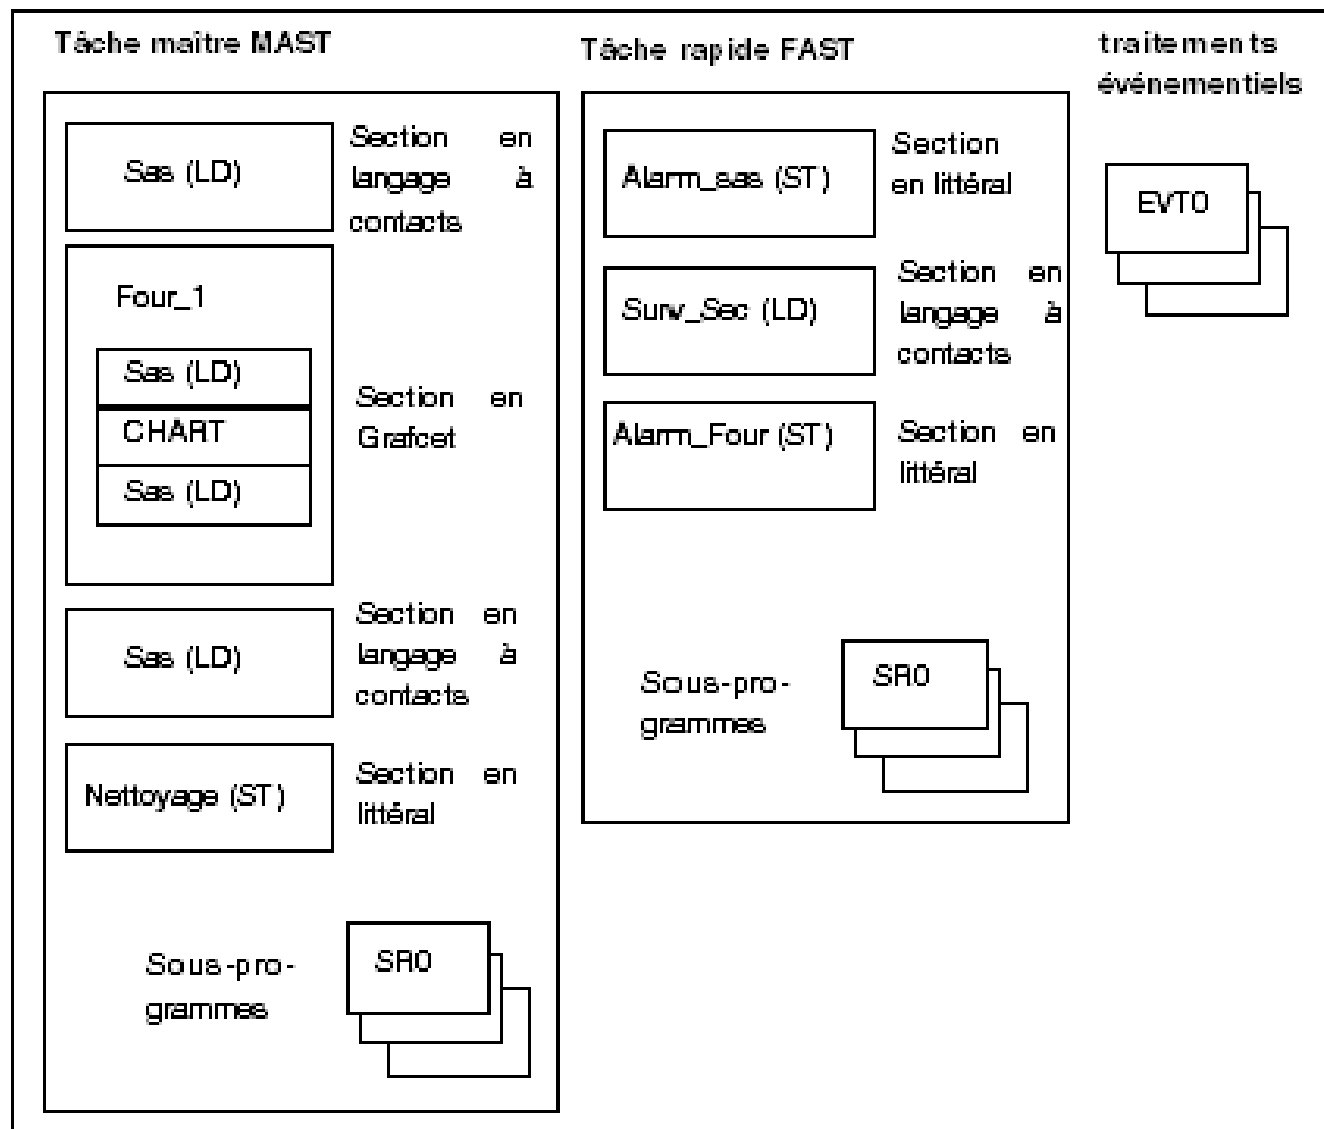 Tâche maître MAST
Sas (LD)
Section en
langage à
contacts
Four_1
Sas (LD)
CHART
Sas (LD)
Section en
Grafcet
Sas (LD)
Section en
langage à
contacts
Nettoyage (ST)
Section en
littéral
Sous-pro-
grammes
SR0
Tâche rapide FAST
Alarm_sas (ST)
Section
en littéral
Surv_Sec (LD)
Section en
langage à
contacts
Alarm_Four (ST)
Section en
littéral
Sous-pro-
grammes
SR0
traitements
événementiels
EVT0